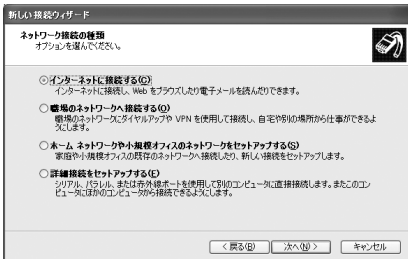 新しい接続ウィザード
ネットワーク接続の種類
オプションを選んでください。
インターネットに接続する(C)
インターネットに接続し、Web をブラウズしたり電子メールを読んだりできます。
職場のネットワークへ接続する(O)
職場のネットワークにダイヤルアップや VPN を使用して接続し、自宅や別の場所から仕事ができるよ
うにします。
ホーム ネットワークや小規模オフィスのネットワークをセットアップする(S)
家庭や小規模オフィスの既存のネットワークへ接続したり、新しい接続をセットアップします。
詳細接続をセットアップする(E)
シリアル、パラレル、または赤外線ポートを使用して別のコンピュータに直接接続します。またこのコン
ピュータにほかのコンピュータから接続できるようにします。
< 戻る(B) 次へ(N) > キャンセル